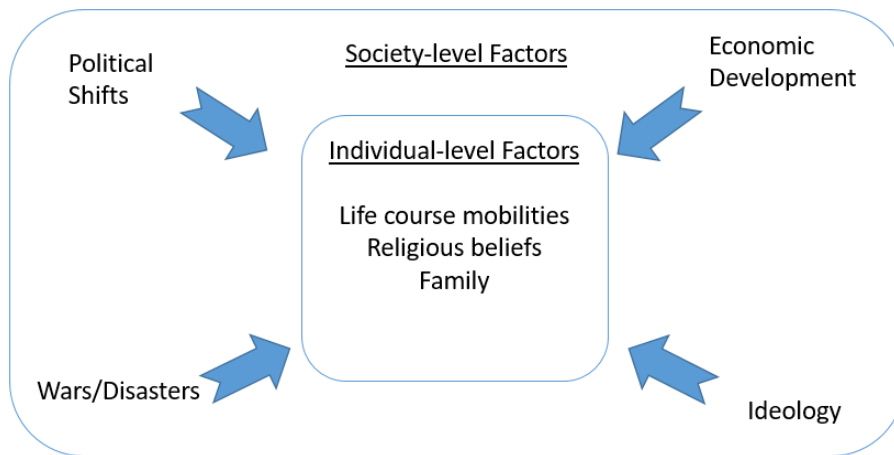 Political
Shifts
Society-level Factors
Economic
Development
Individual-level Factors
Life course mobilities
Religious beliefs
Family
Wars/Disasters
Ideology